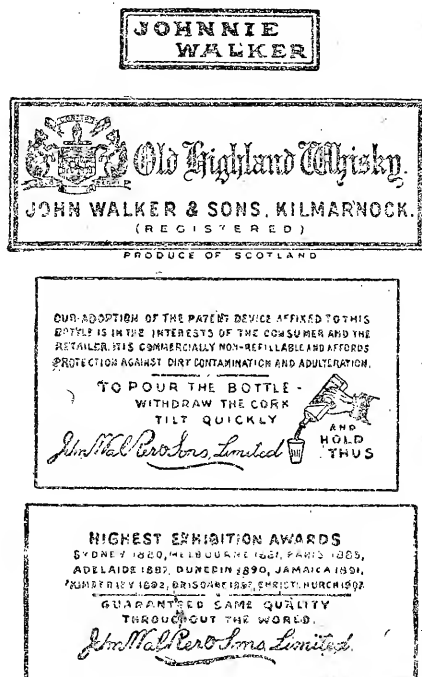 JOHNNIE
WALKER
Old Highland Whisky.
JOHN WALKER & SONS, KILMARNOCK.
(REGISTERED)
PRODUCE OF SCOTLAND
OUR ADOPTION OF THE PATENT DEVICE AFFIXED TO THIS
BOTTLE IS IN THE INTERESTS OF THE CONSUMER AND THE
RETAILER. IT IS COMMERCIALLY NON-REFILLABLE AND AFFORDS
PROTECTION AGAINST DIRT CONTAMINATION AND ADULTERATION.
TO POUR THE BOTTLE-
WITHDRAW THE CORK
TILT QUICKLY
AND
HOLD
THUS
John Walker & Sons, Limited
HIGHEST EXHIBITION AWARDS
SYDNEY 1880, MELBOURNE 1881, PARIS 1885,
ADELAIDE 1887, DUNEDIN 1890, JAMAICA 1891,
KIMBERLEY 1892, BRISBANE 1897, CHRISTCHURCH 1907
GUARANTEED SAME QUALITY
THROUGHOUT THE WORLD.
John Walker & Sons, Limited.